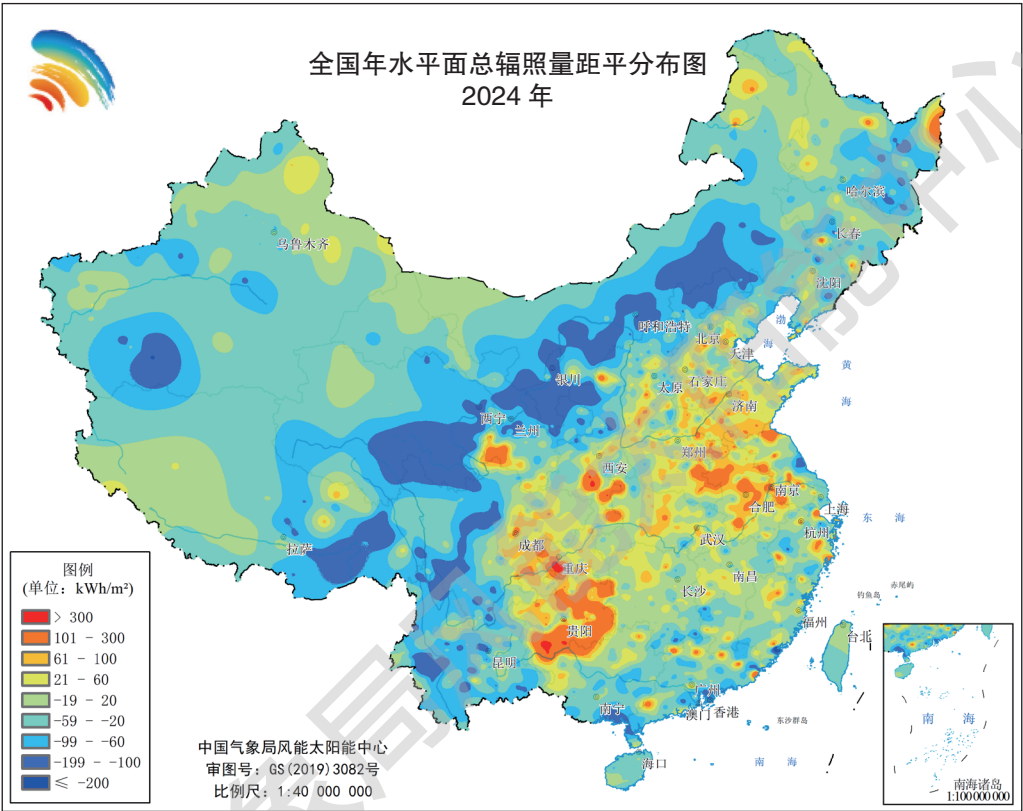 全国年水平面总辐照量距平分布图
2024 年
哈尔滨
长春
乌鲁木齐
沈阳
呼和浩特
北京
渤
海
天津
黄
海
银川
太原
石家庄
济南
西宁
兰州
郑州
西安
南京
合肥
上海
东 海
杭州
成都
武汉
拉萨
重庆
南昌
长沙
赤尾屿
钓鱼岛
贵阳
福州
台北
昆明
广州
南宁
澳门 香港
东沙群岛
海口
南 海
图例
(单位：kWh/m²)
> 300
101 - 300
61 - 100
21 - 60
-19 - 20
-59 - -20
-99 - -60
-199 - -100
≤ -200
中国气象局风能太阳能中心
审图号：GS(2019)3082号
比例尺：1:40 000 000
南 海
南海诸岛
1:100 000 000